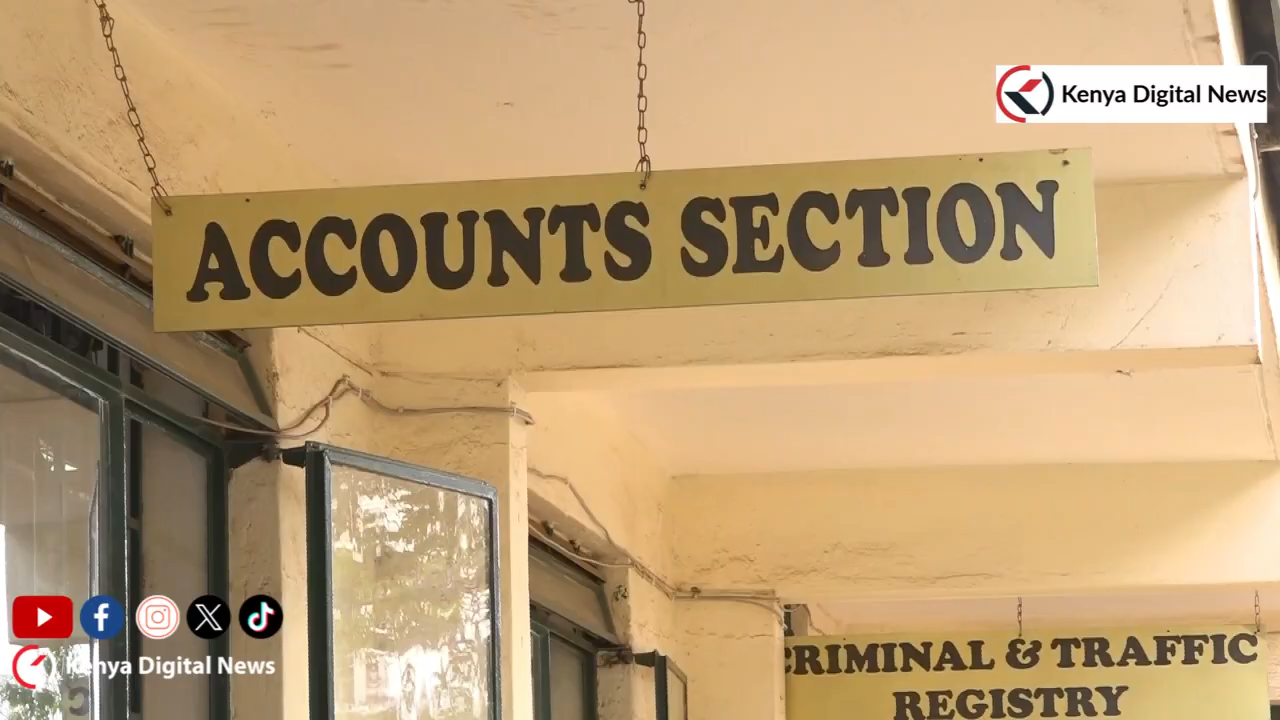 Kenya Digital News
ACCOUNTS SECTION
CRIMINAL & TRAFFIC
REGISTRY
Kenya Digital News